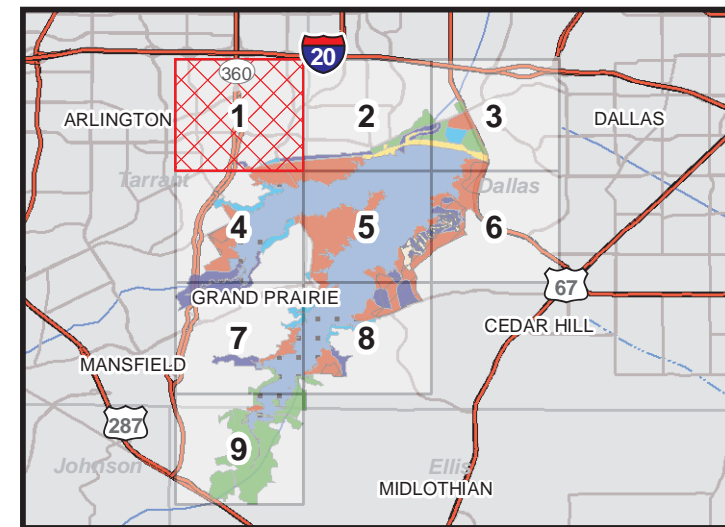 20
360
1
2
3
ARLINGTON
DALLAS
Tarrant
Dallas
4
5
6
GRAND PRAIRIE
67
7
8
CEDAR HILL
MANSFIELD
287
9
Johnson
Ellis
MIDLOTHIAN